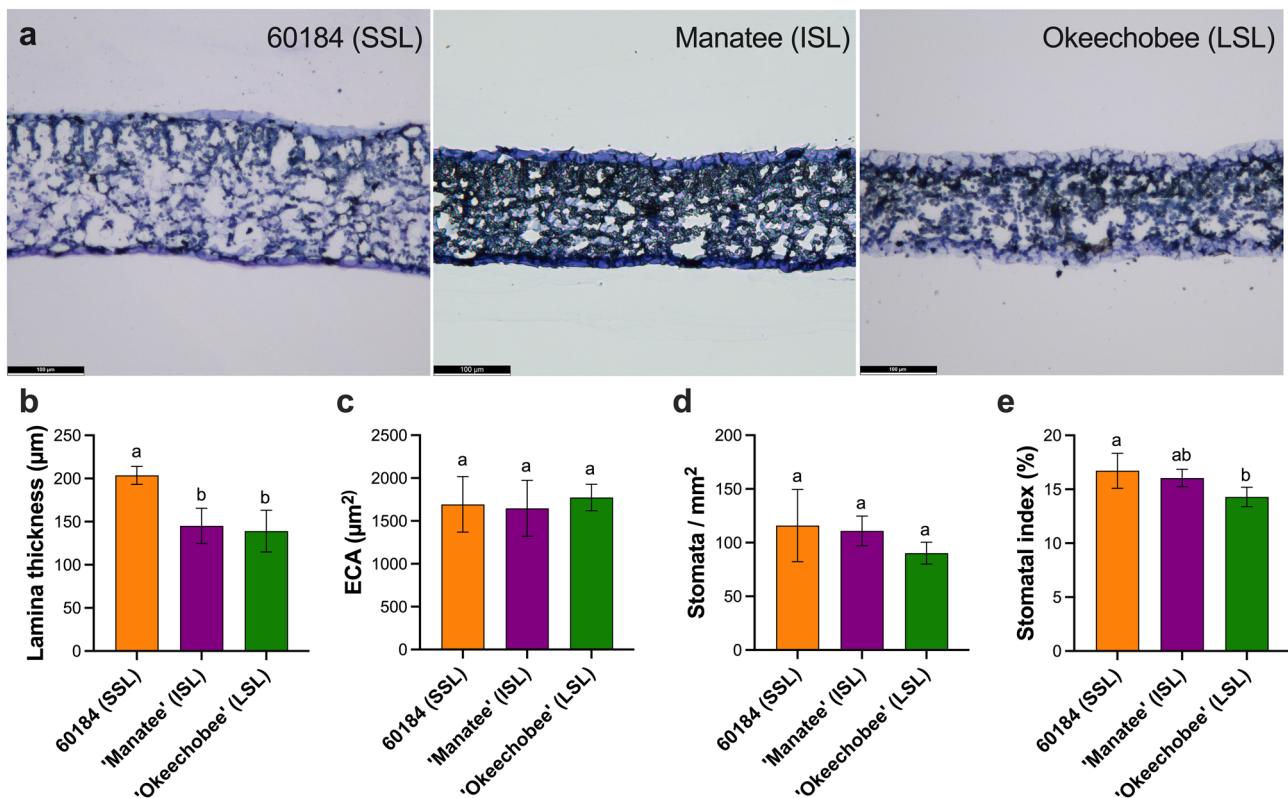 a
60184 (SSL)
Manatee (ISL)
Okeechobee (LSL)
100 µm
100 µm
100 µm
b
Lamina thickness (µm)
250
200
150
100
50
0
a
b
b
60184 (SSL)
'Manatee' (ISL)
'Okeechobee' (LSL)
c
ECA (µm²)
2500
2000
1500
1000
500
0
a
a
a
60184 (SSL)
'Manatee' (ISL)
'Okeechobee' (LSL)
d
Stomata / mm²
200
150
100
50
0
a
a
a
60184 (SSL)
'Manatee' (ISL)
'Okeechobee' (LSL)
e
Stomatal index (%)
20
15
10
5
0
a
ab
b
60184 (SSL)
'Manatee' (ISL)
'Okeechobee' (LSL)